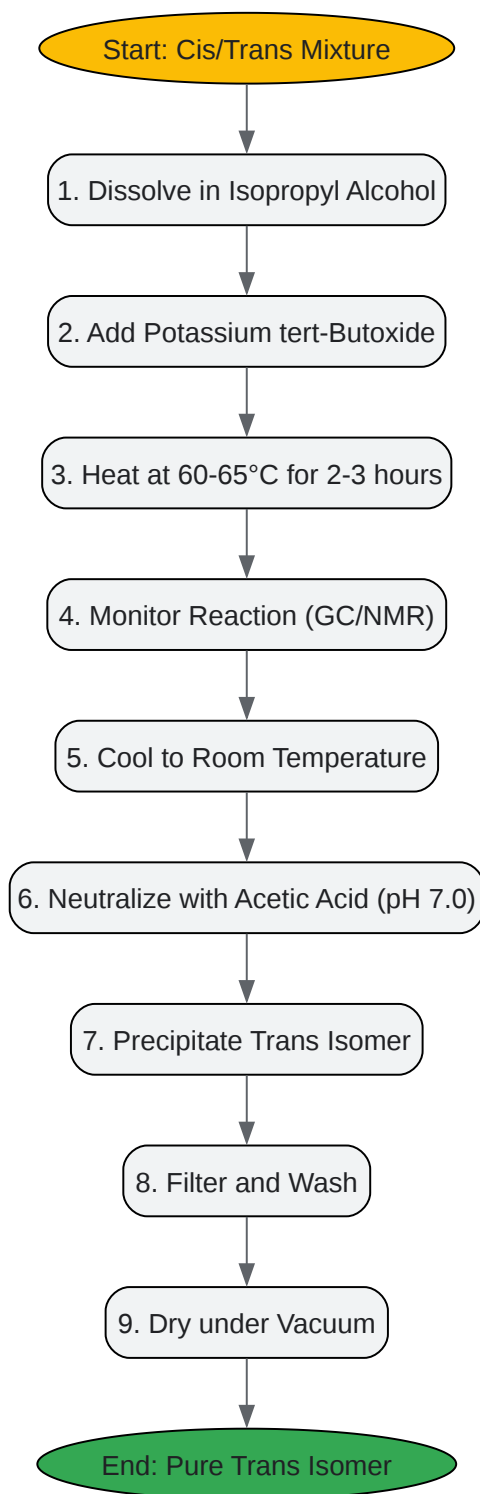 Start: Cis/Trans Mixture
1. Dissolve in Isopropyl Alcohol
2. Add Potassium tert-Butoxide
3. Heat at 60-65°C for 2-3 hours
4. Monitor Reaction (GC/NMR)
5. Cool to Room Temperature
6. Neutralize with Acetic Acid (pH 7.0)
7. Precipitate Trans Isomer
8. Filter and Wash
9. Dry under Vacuum
End: Pure Trans Isomer